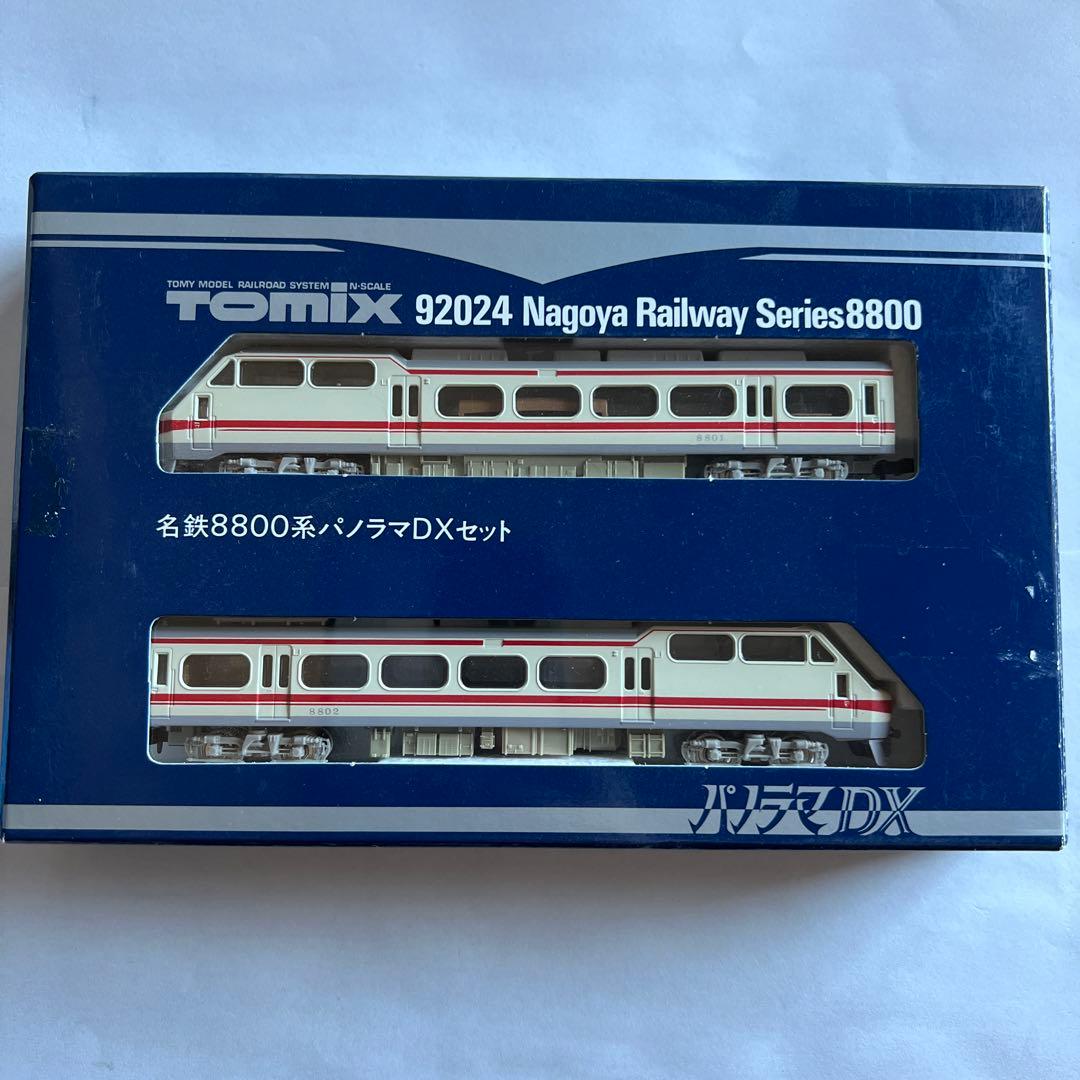 TOMY MODEL RAILROAD SYSTEM N-SCALE
TOMIX 92024 Nagoya Railway Series8800
8801
名鉄8800系パノラマDXセット
8802
パノラマDX